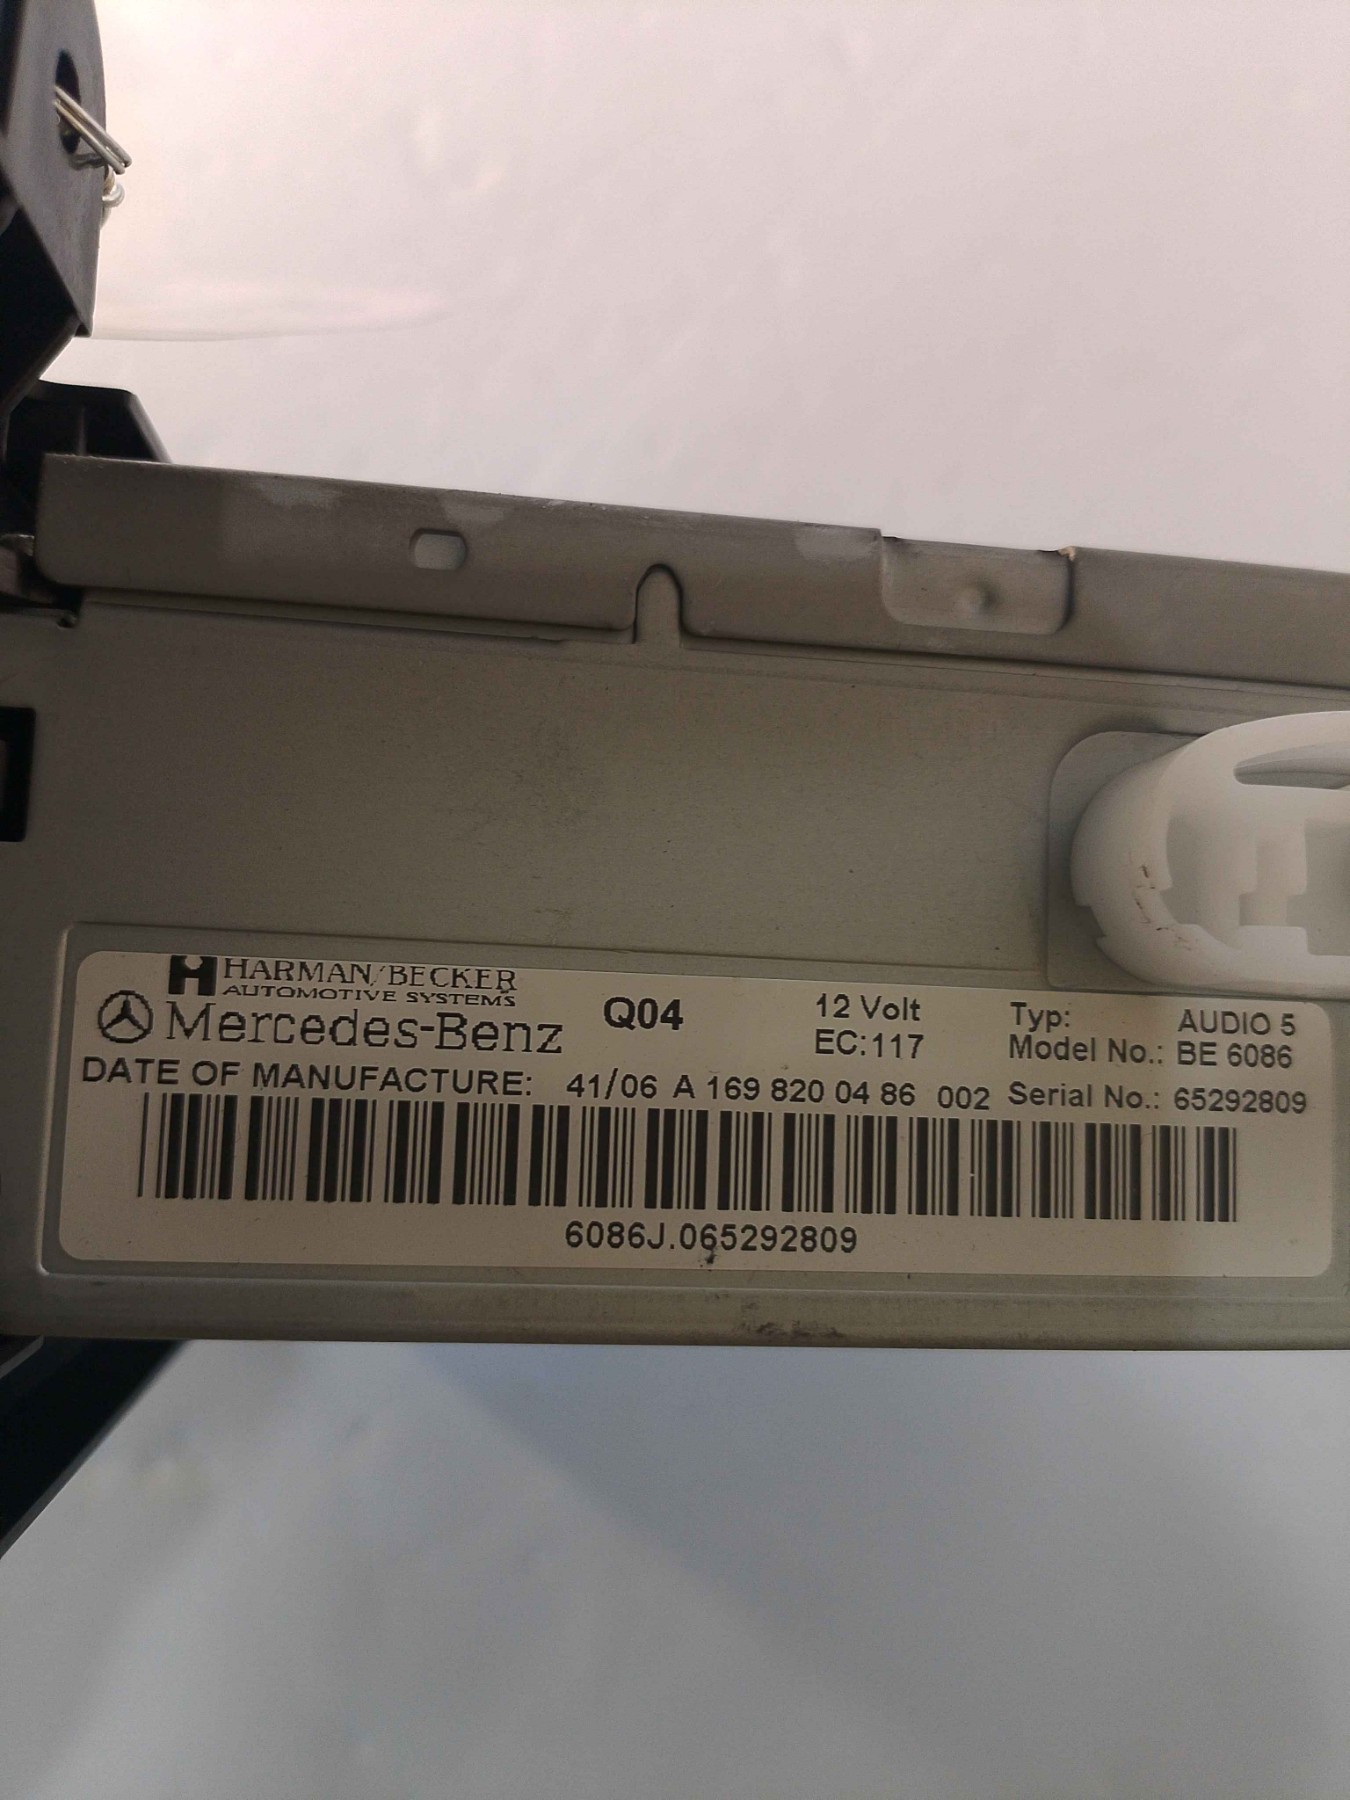 HARMAN/BECKER
AUTOMOTIVE SYSTEMS
Mercedes-Benz
Q04
12 Volt
EC:117
Typ: AUDIO 5
Model No.: BE 6086
DATE OF MANUFACTURE: 41/06 A 169 820 04 86 002 Serial No.: 65292809
6086J.065292809